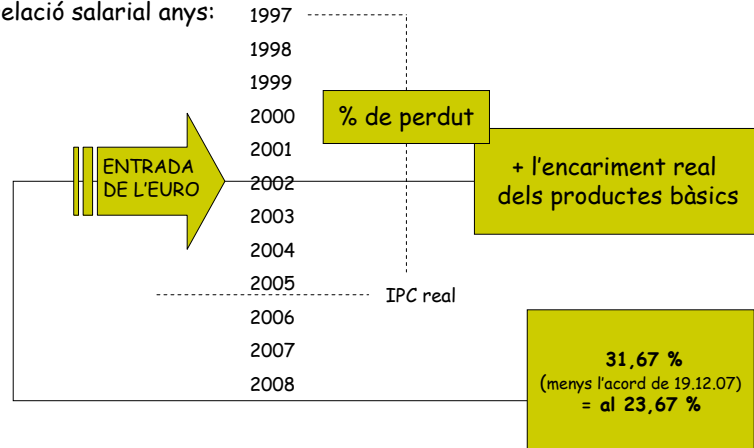 elació salarial anys:
1997
1998
1999
2000
% de perdut
2001
ENTRADA
DE L'EURO
+ l'encariment real
dels productes bàsics
2002
2003
2004
2005
IPC real
2006
2007
2008
31,67 %
(menys l'acord de 19.12.07)
= al 23,67 %